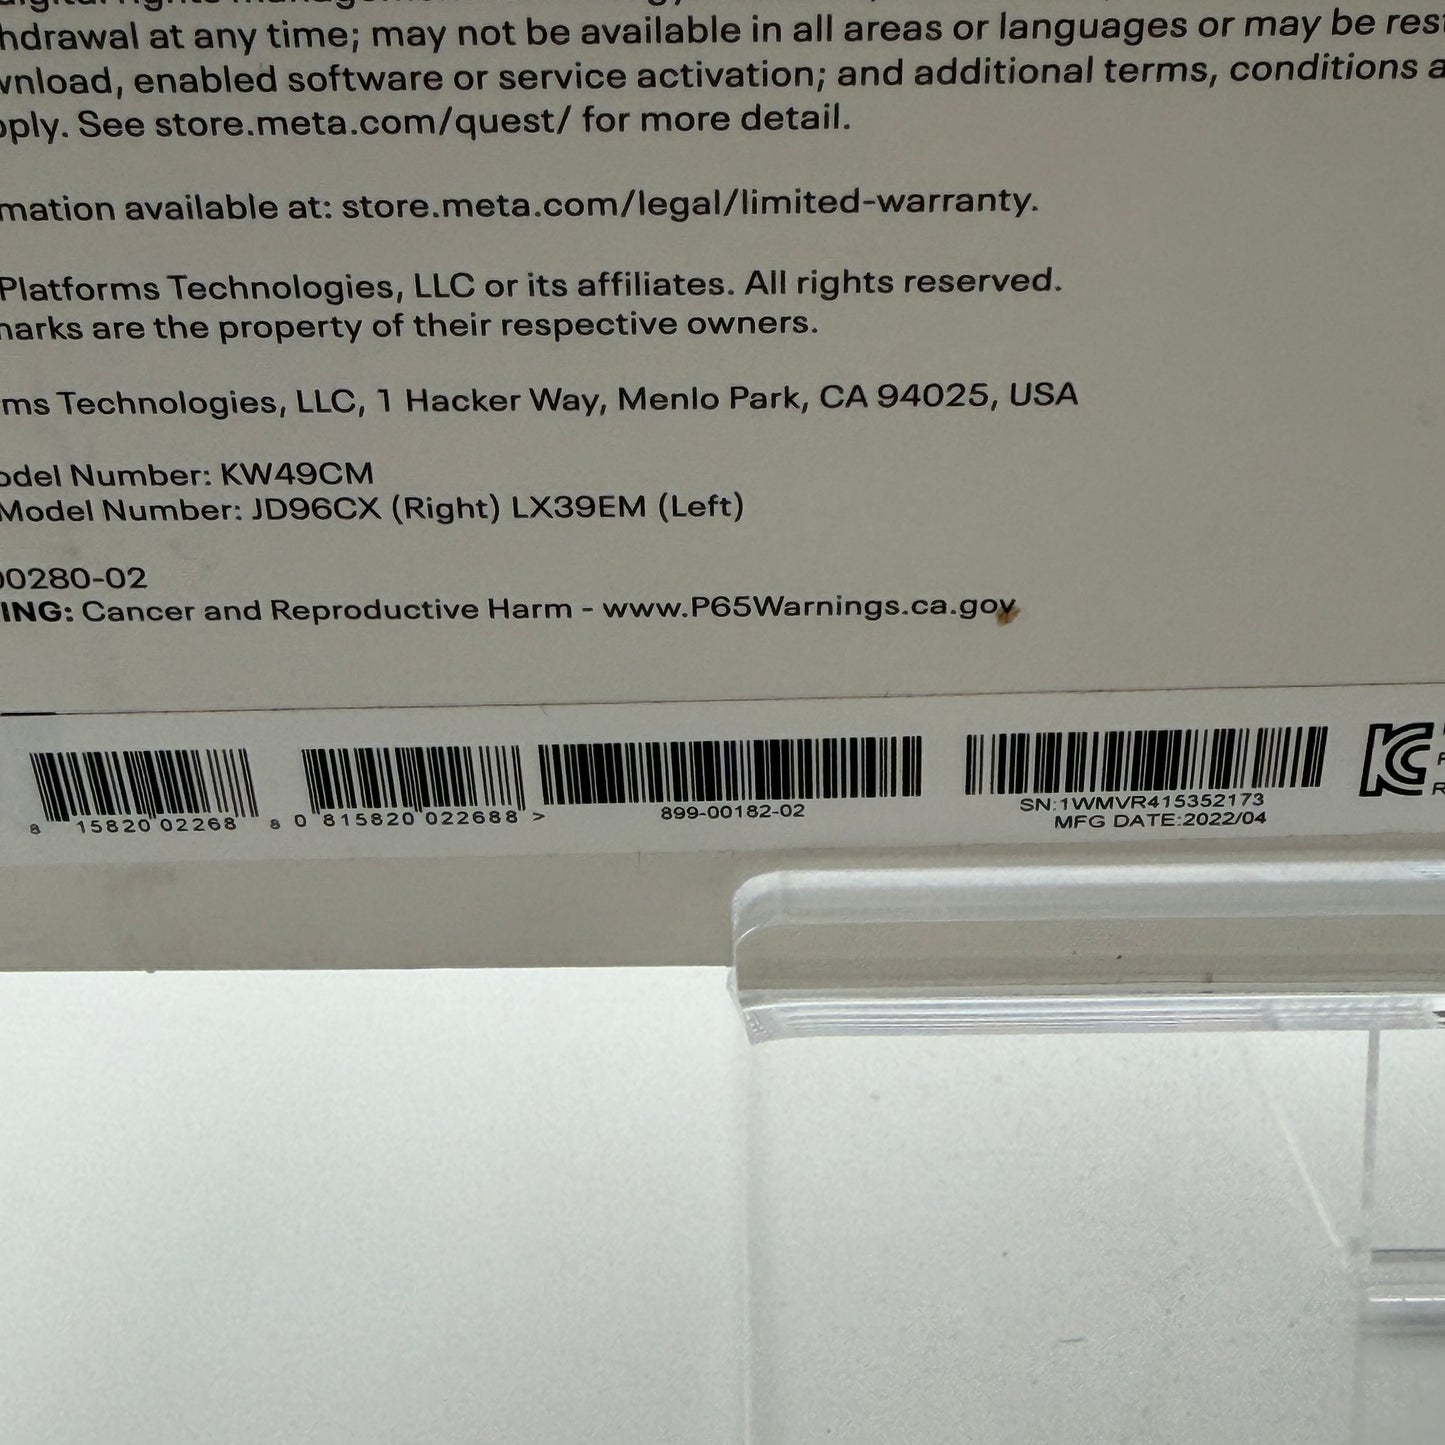 hdrawal at any time; may not be available in all areas or languages or may be rest
wnload, enabled software or service activation; and additional terms, conditions a
pply. See store.meta.com/quest/ for more detail.
mation available at: store.meta.com/legal/limited-warranty.
Platforms Technologies, LLC or its affiliates. All rights reserved.
marks are the property of their respective owners.
ms Technologies, LLC, 1 Hacker Way, Menlo Park, CA 94025, USA
odel Number: KW49CM
Model Number: JD96CX (Right) LX39EM (Left)
00280-02
ING: Cancer and Reproductive Harm - www.P65Warnings.ca.gov
8 15820 02268 8
0 815820 022688 >
899-00182-02
SN:1WMVR415352173
MFG DATE:2022/04
KC